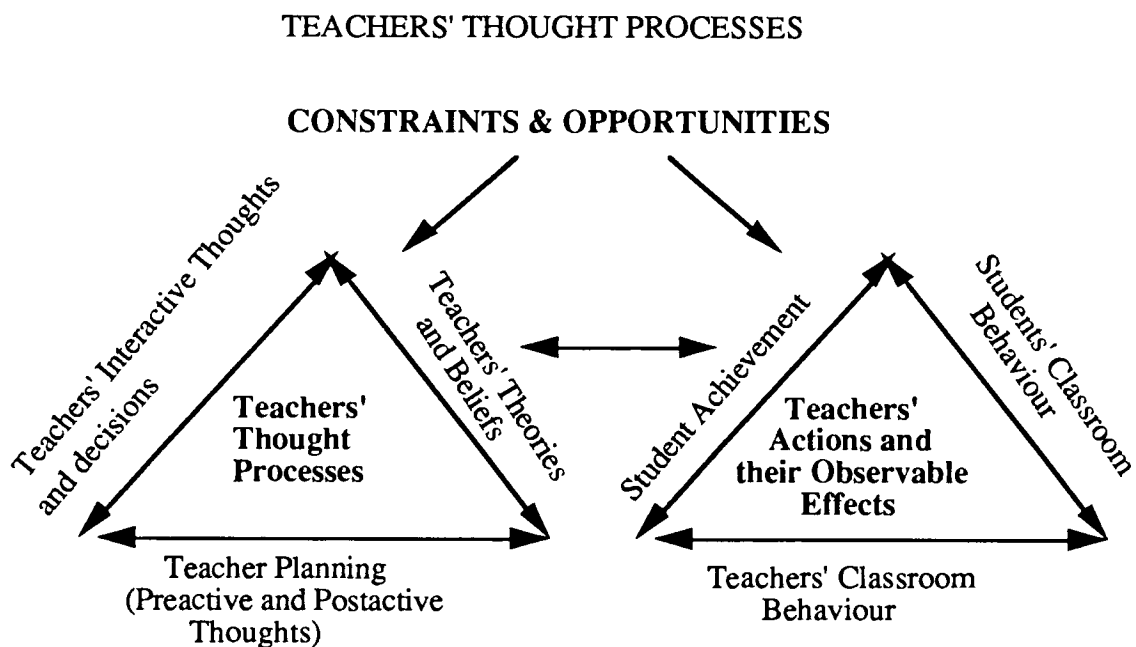 TEACHERS' THOUGHT PROCESSES
CONSTRAINTS & OPPORTUNITIES
Teachers' Interactive Thoughts
and decisions
Teachers' Theories
and Beliefs
Teachers'
Thought
Processes
Teacher Planning
(Preactive and Postactive
Thoughts)
Student Achievement
Students' Classroom
Behaviour
Teachers'
Actions and
their Observable
Effects
Teachers' Classroom
Behaviour